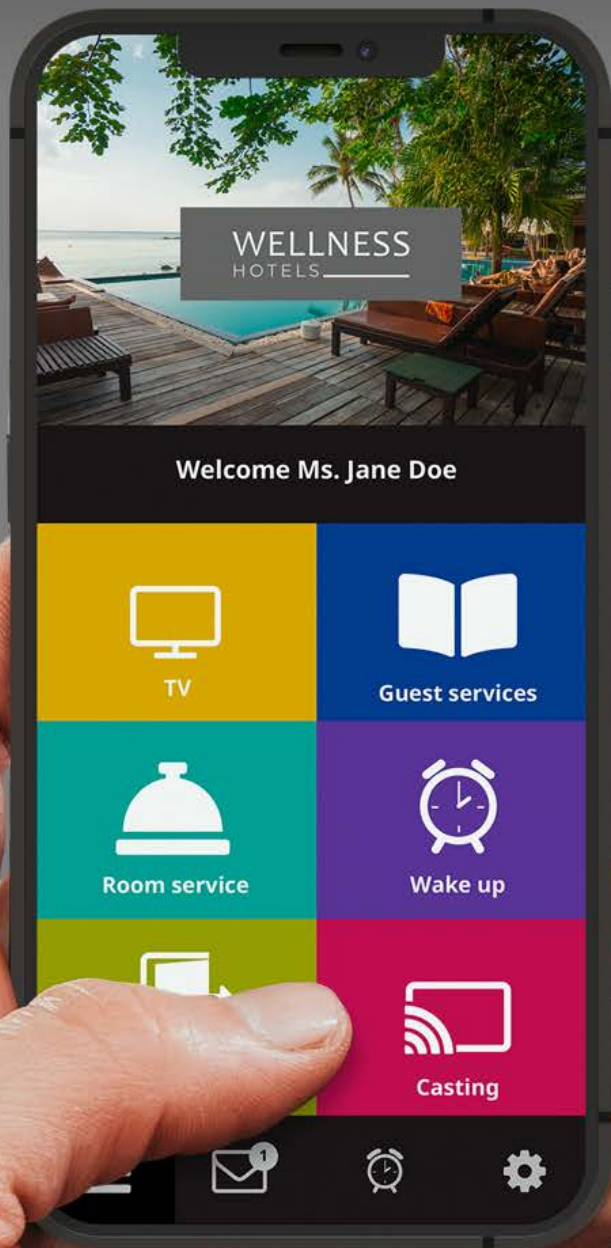 WELLNESS
HOTELS
Welcome Ms. Jane Doe
TV
Guest services
Room service
Wake up
Casting
1